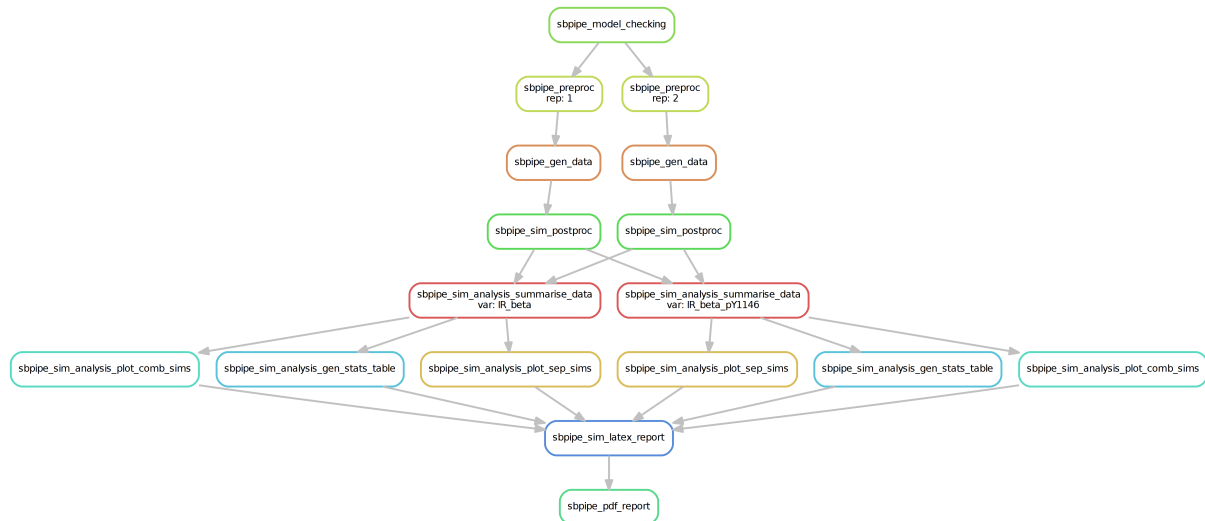 sbpipe_model_checking
sbpipe_preproc
rep: 1
sbpipe_preproc
rep: 2
sbpipe_gen_data
sbpipe_gen_data
sbpipe_sim_postproc
sbpipe_sim_postproc
sbpipe_sim_analysis_summarise_data
var: IR_beta
sbpipe_sim_analysis_summarise_data
var: IR_beta_pY1146
sbpipe_sim_analysis_plot_comb_sims
sbpipe_sim_analysis_gen_stats_table
sbpipe_sim_analysis_plot_sep_sims
sbpipe_sim_analysis_plot_sep_sims
sbpipe_sim_analysis_gen_stats_table
sbpipe_sim_analysis_plot_comb_sims
sbpipe_sim_latex_report
sbpipe_pdf_report